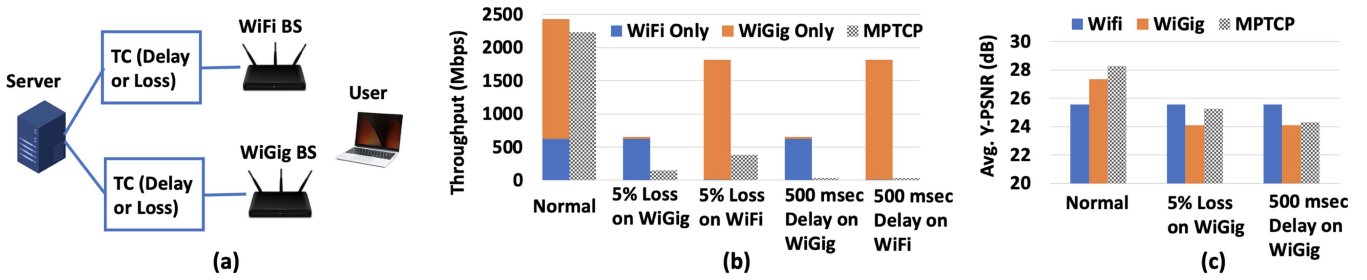 Server
TC (Delay
or Loss)
WiFi BS
User
TC (Delay
or Loss)
WiGig BS
(a)
Throughput (Mbps)
2500
2000
1500
1000
500
0
WiFi Only
WiGig Only
MPTCP
Normal
5% Loss
on WiGig
5% Loss
on WiFi
500 msec
Delay on
WiGig
500 msec
Delay on
WiFi
(b)
Wifi
WiGig
MPTCP
Avg. Y-PSNR (dB)
30
28
26
24
22
20
Normal
5% Loss
on WiGig
500 msec
Delay on
WiGig
(c)